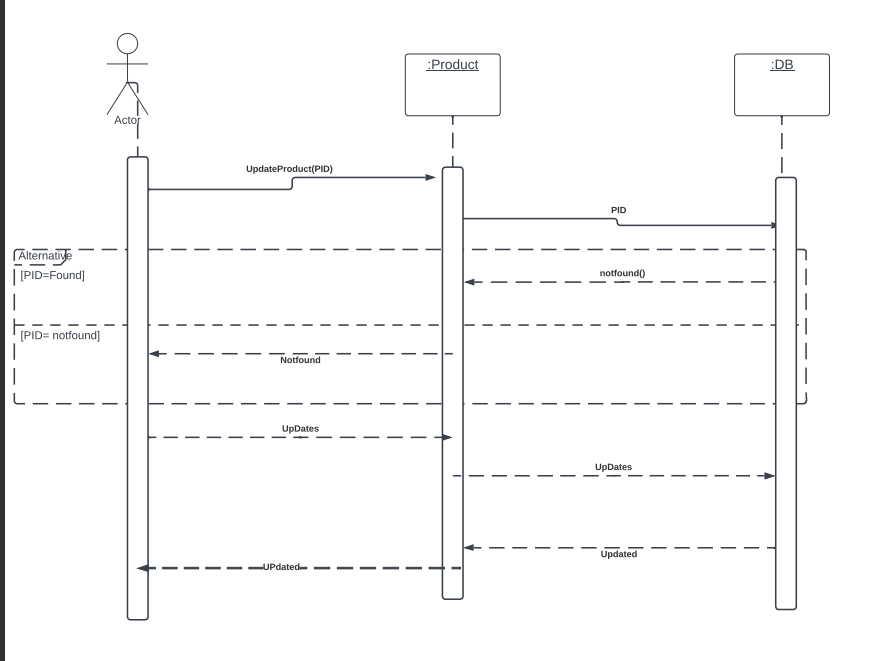 :Product
:DB
Actor
UpdateProduct(PID)
PID
Alternative
[PID=Found]
notfound()
[PID= notfound]
Notfound
UpDates
UpDates
Updated
UPdated